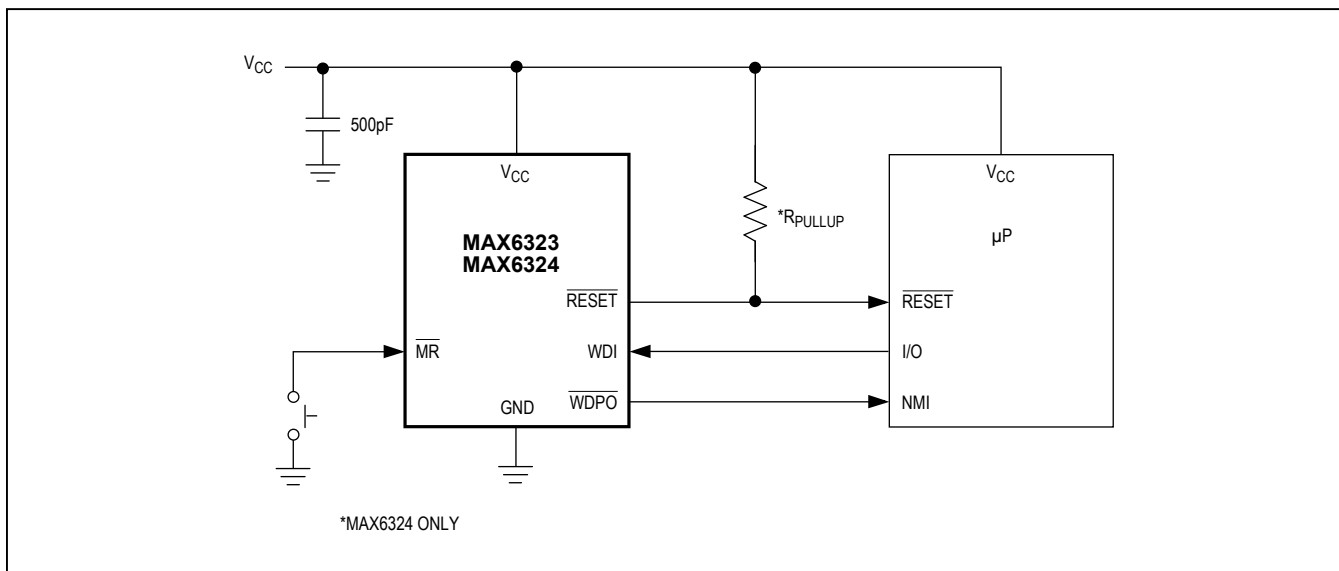 VCC
500pF
VCC
MAX6323
MAX6324
RESET
MR
WDI
GND
WDPO
*RPULLUP
VCC
µP
RESET
I/O
NMI
*MAX6324 ONLY